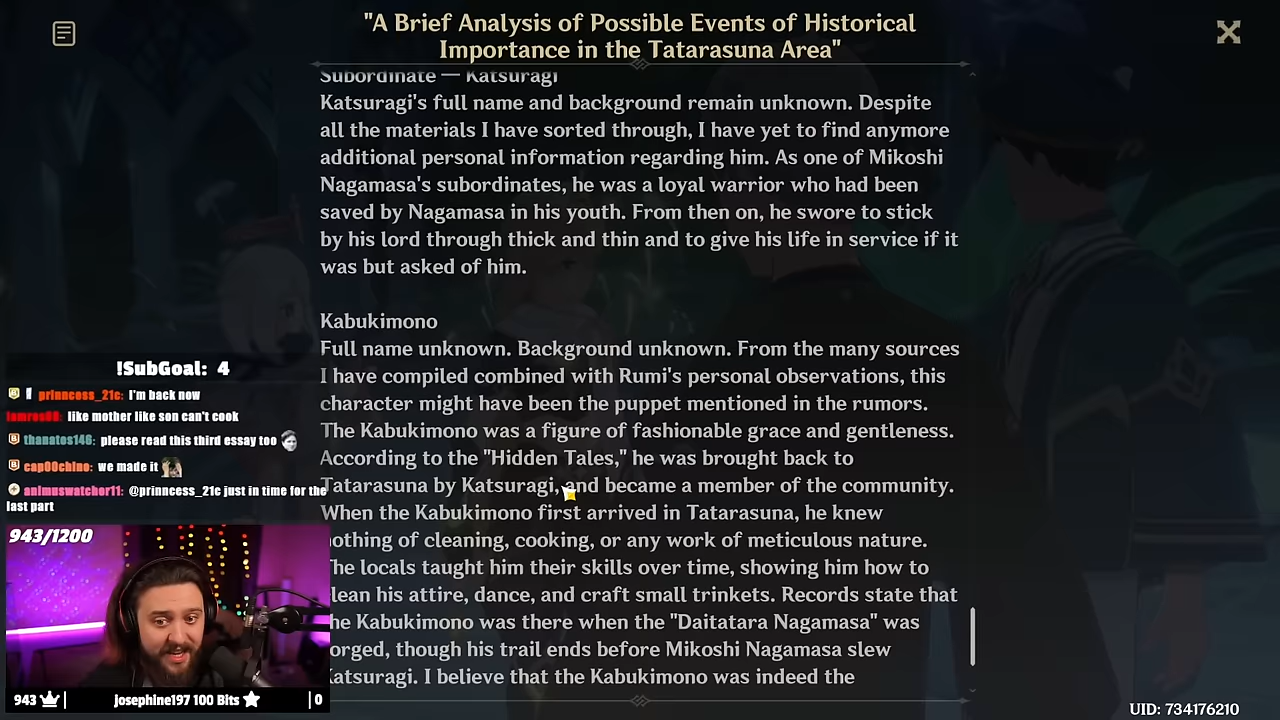 "A Brief Analysis of Possible Events of Historical
Importance in the Tatarasuna Area"
Subordinate — Katsuragi
Katsuragi's full name and background remain unknown. Despite
all the materials I have sorted through, I have yet to find anymore
additional personal information regarding him. As one of Mikoshi
Nagamasa's subordinates, he was a loyal warrior who had been
saved by Nagamasa in his youth. From then on, he swore to stick
by his lord through thick and thin and to give his life in service if it
was but asked of him.
Kabukimono
Full name unknown. Background unknown. From the many sources
I have compiled combined with Rumi's personal observations, this
character might have been the puppet mentioned in the rumors.
The Kabukimono was a figure of fashionable grace and gentleness.
According to the "Hidden Tales," he was brought back to
Tatarasuna by Katsuragi, and became a member of the community.
When the Kabukimono first arrived in Tatarasuna, he knew
nothing of cleaning, cooking, or any work of meticulous nature.
The locals taught him their skills over time, showing him how to
clean his attire, dance, and craft small trinkets. Records state that
the Kabukimono was there when the "Daitatara Nagamasa" was
forged, though his trail ends before Mikoshi Nagamasa slew
Katsuragi. I believe that the Kabukimono was indeed the
!SubGoal: 4
prinncess_21c: I'm back now
like mother like son can't cook
thanatos146: please read this third essay too
cap00chino: we made it
animuswatcher11: @prinncess_21c just in time for the
last part
943/1200
943
josephine197 100 Bits
0
UID: 734176210